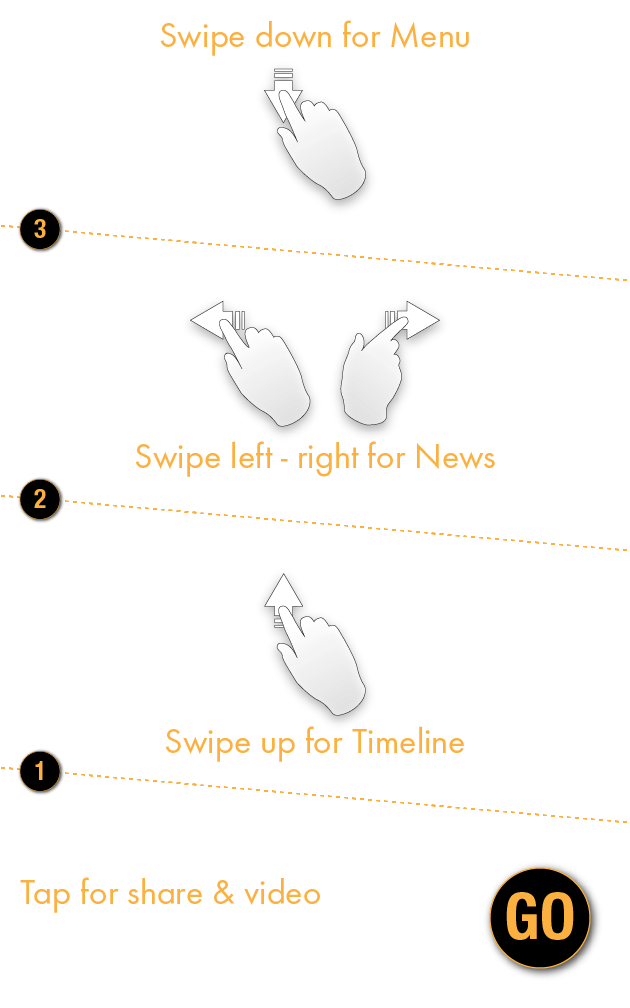 Swipe down for Menu
3
Swipe left - right for News
2
Swipe up for Timeline
1
Tap for share & video
GO